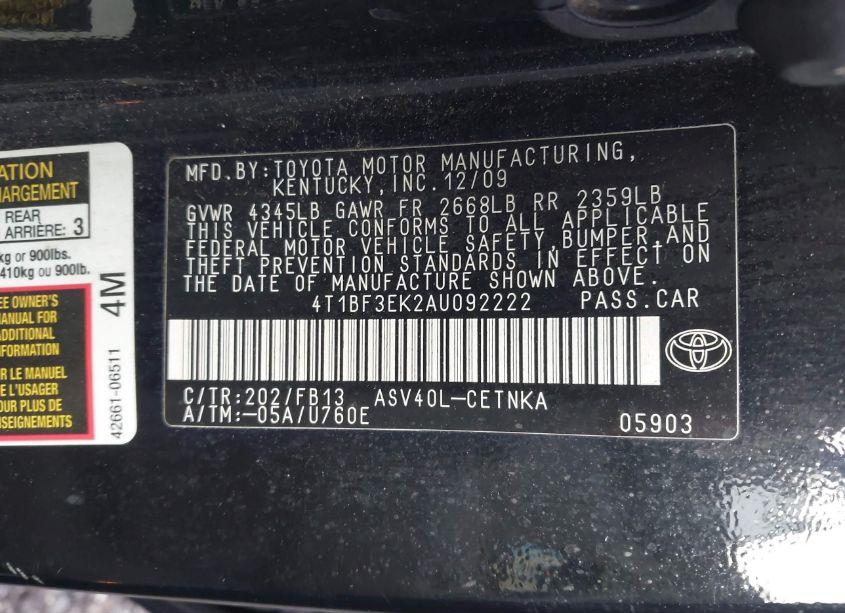 ATION
HARGEMENT
REAR
ARRIÈRE: 3
kg or 900lbs.
410kg ou 900lb.
EE OWNER'S
MANUAL FOR
ADDITIONAL
NFORMATION
R LE MANUEL
E L'USAGER
OUR PLUS DE
NSEIGNEMENTS
4M
42661-06511
MFD.BY:TOYOTA MOTOR MANUFACTURING,
KENTUCKY,INC.12/09
GVWR 4345LB GAWR FR 2668LB RR 2359LB
THIS VEHICLE CONFORMS TO ALL APPLICABLE
FEDERAL MOTOR VEHICLE SAFETY,BUMPER,AND
THEFT PREVENTION STANDARDS IN EFFECT ON
THE DATE OF MANUFACTURE SHOWN ABOVE.
4T1BF3EK2AU092222 PASS.CAR
C/TR:202/FB13 ASV40L-CETNKA
A/TM:-05A/U760E 05903